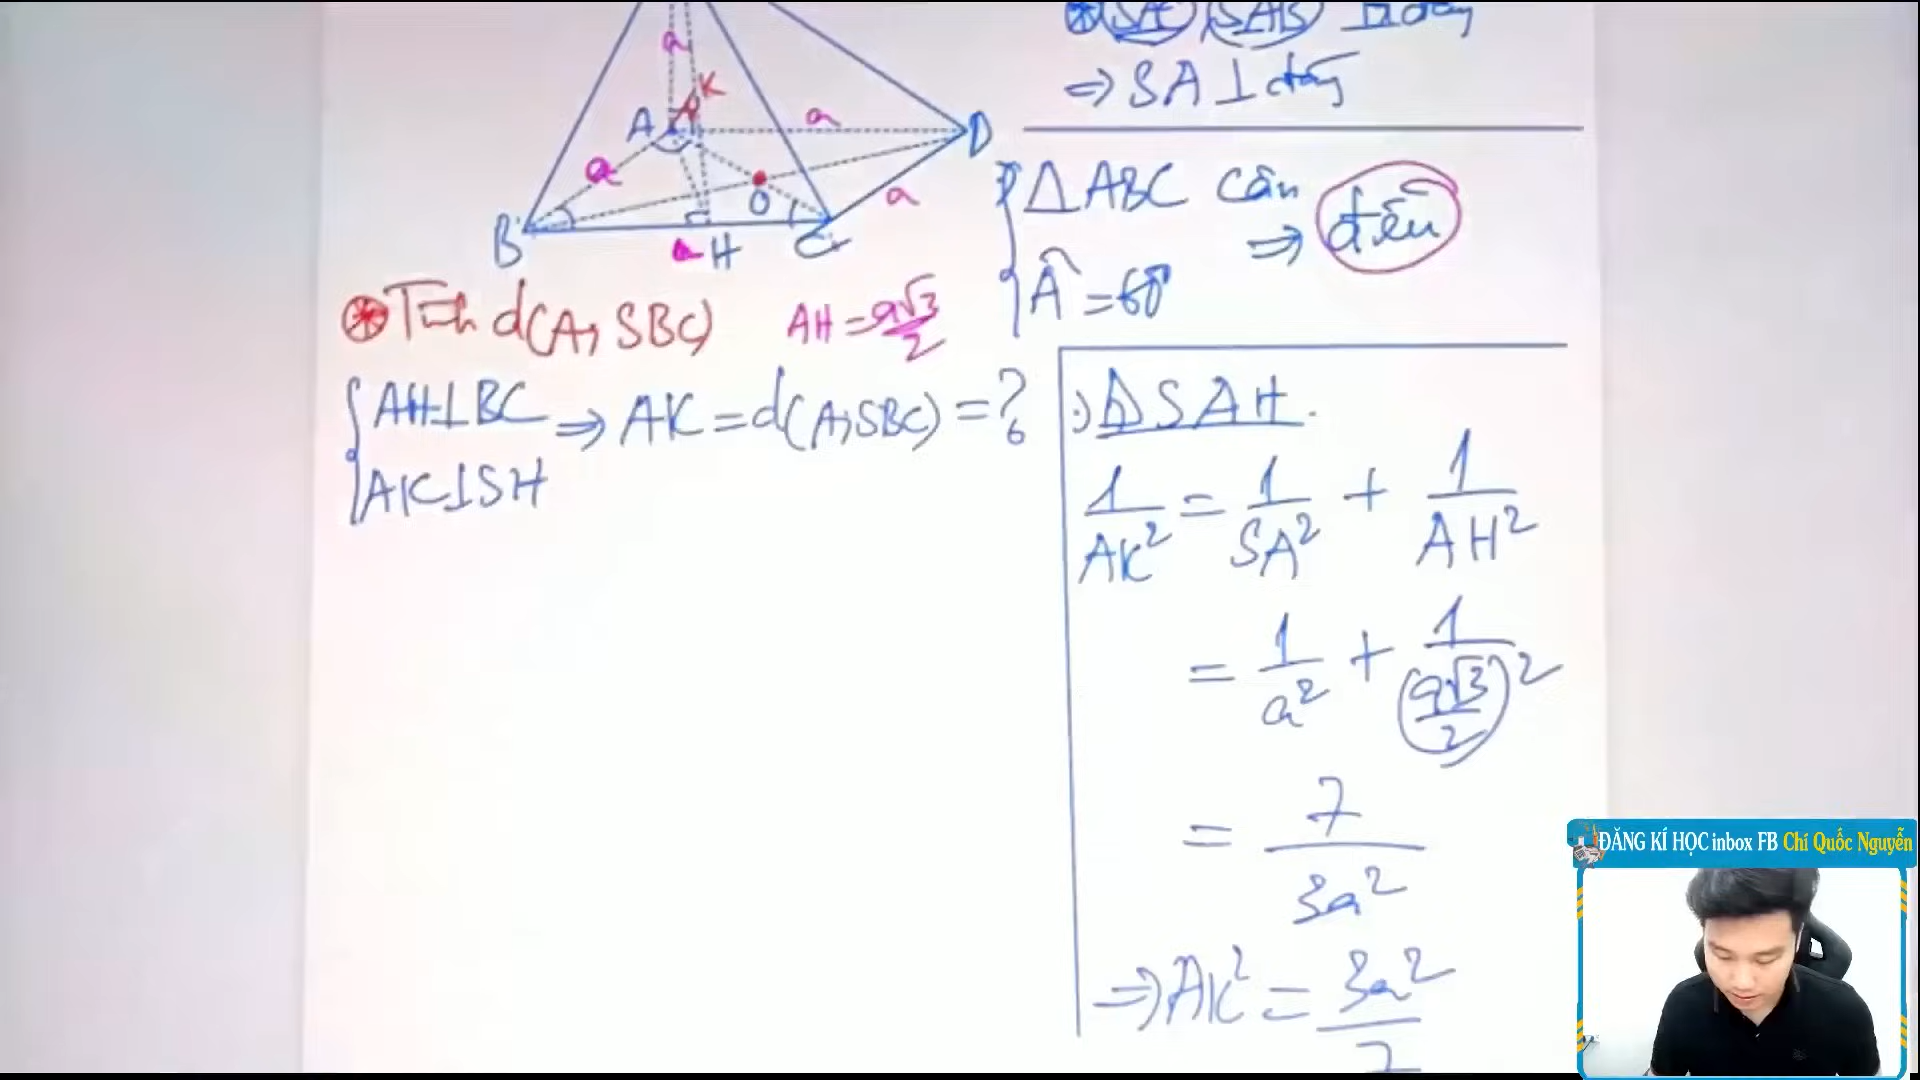 (SAC) (SAB) ⊥ đáy
=> SA ⊥ đáy
a
K
A
a
D
a
O
a
B
a H
C
ΔABC cân
=> đều
Â = 60°
⊛ Tính d(A, SBC)
AH = a√3/2
AH ⊥ BC
AK ⊥ SH
=> AK = d(A, SBC) = ?
·) ΔSAH.
1/AK² = 1/SA² + 1/AH²
= 1/a² + 1/(a√3/2)²
= 7/3a²
=> AK² = 3a²/7
ĐĂNG KÍ HỌC inbox FB Chí Quốc Nguyễn